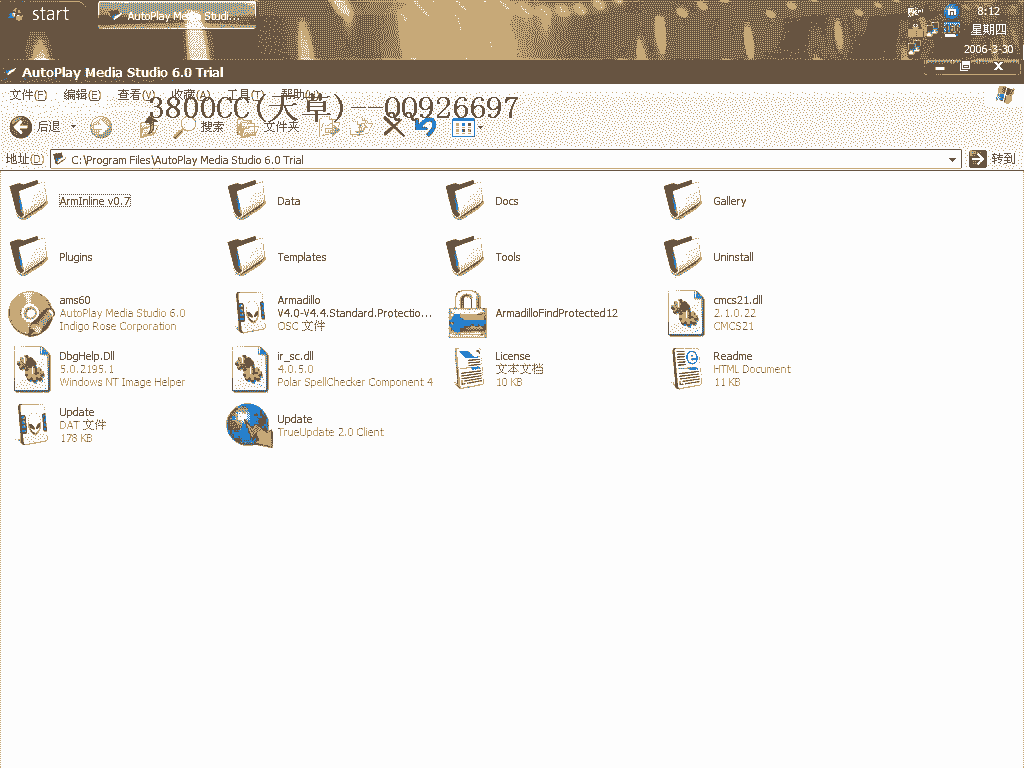 start
AutoPlay Media Studi...
8:12
星期四
2006-3-30
AutoPlay Media Studio 6.0 Trial
文件(F) 编辑(E) 查看(V) 收藏(A) 工具(T) 帮助(H)
3800CC(天草)--QQ926697
后退 搜索 文件夹
地址(D) C:\Program Files\AutoPlay Media Studio 6.0 Trial 转到
ArmInline v0.7 Data Docs Gallery
Plugins Templates Tools Uninstall
ams60
AutoPlay Media Studio 6.0
Indigo Rose Corporation
Armadillo
V4.0-V4.4.Standard.Protectio...
OSC 文件
ArmadilloFindProtected12
cmcs21.dll
2.1.0.22
CMCS21
DbgHelp.Dll
5.0.2195.1
Windows NT Image Helper
ir_sc.dll
4.0.5.0
Polar SpellChecker Component 4
License
文本文档
10 KB
Readme
HTML Document
11 KB
Update
DAT 文件
178 KB
Update
TrueUpdate 2.0 Client